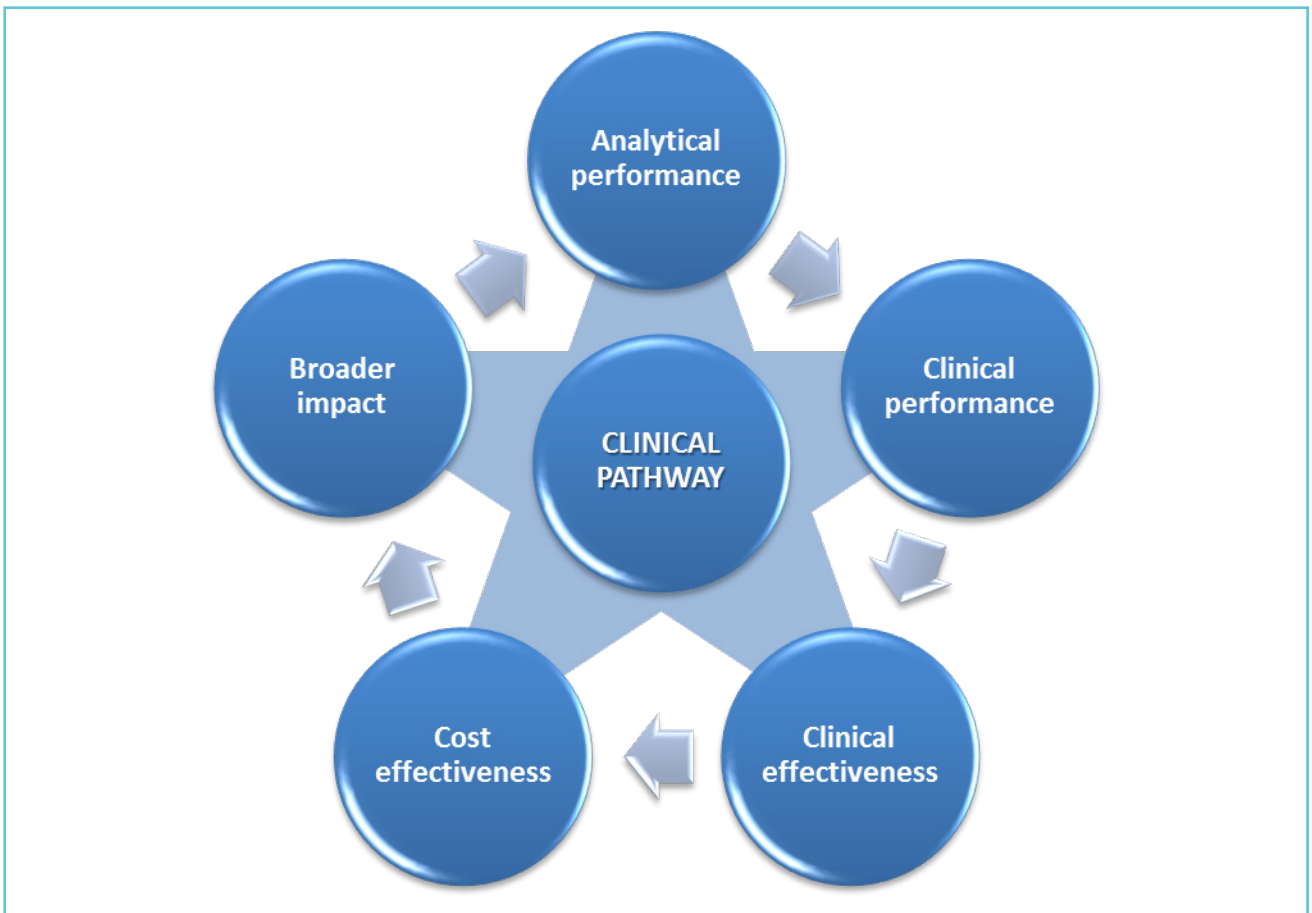 Analytical
performance
Clinical
performance
Clinical
effectiveness
Cost
effectiveness
Broader
impact
CLINICAL
PATHWAY